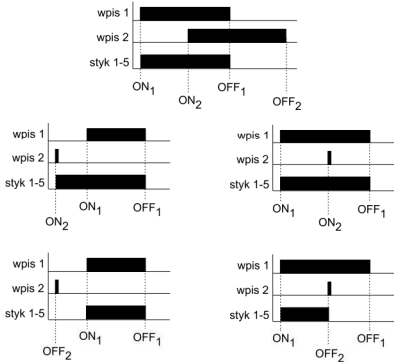 wpis 1
wpis 2
styk 1-5
ON1 ON2 OFF1 OFF2
wpis 1
wpis 2
styk 1-5
ON2 ON1 OFF1
wpis 1
wpis 2
styk 1-5
ON1 ON2 OFF1
wpis 1
wpis 2
styk 1-5
OFF2 ON1 OFF1
wpis 1
wpis 2
styk 1-5
ON1 OFF2 OFF1